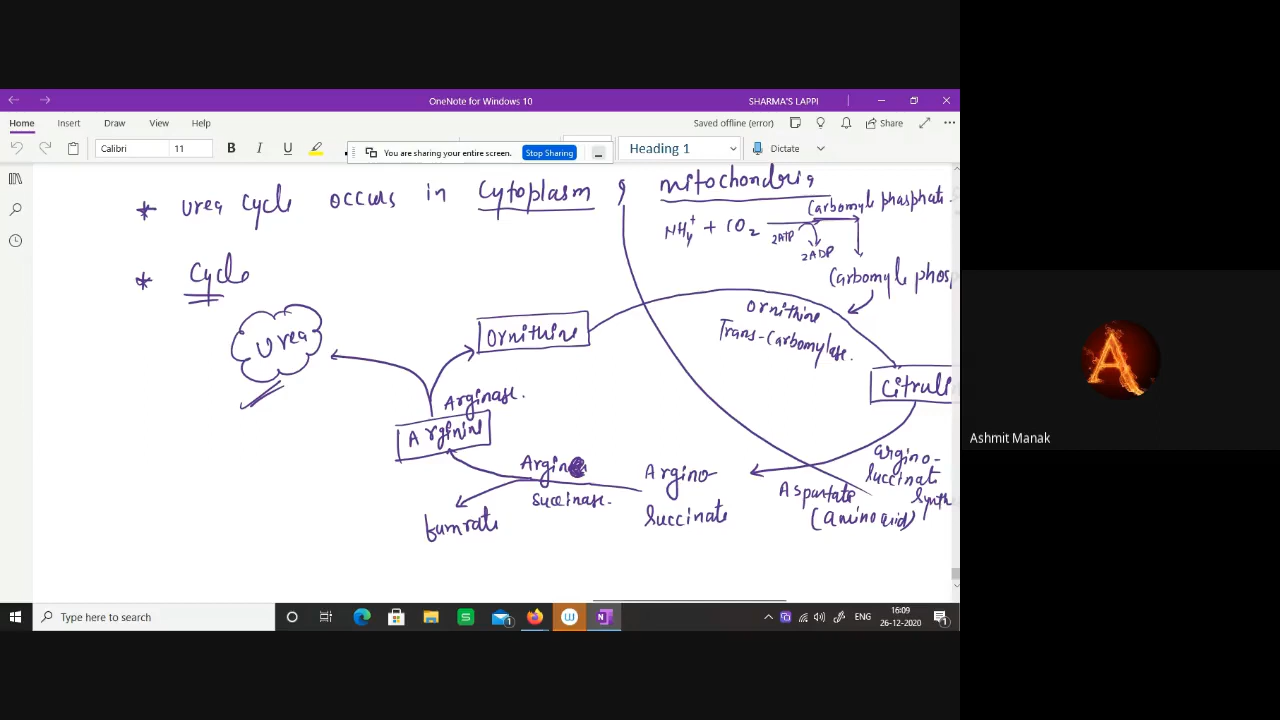 OneNote for Windows 10
SHARMA'S LAPPI
Home Insert Draw View Help
Saved offline (error)
Share
Calibri 11 B I U
You are sharing your entire screen. Stop Sharing
Heading 1
Dictate
* Urea cycle occurs in Cytoplasm & mitochondria
NH4+ + CO2 Carbomyl phosphate.
2ATP
2ADP
* Cycle
Carbomyle phosp
Urea
Ornithine
Ornithine
Trans-Carbomylase.
Citrull
Arginase.
Arginine
Argin
Succinase.
Argino-
Succinate
argino-
Succinate
Synth
Aspartate
(amino acid)
fumrate
Ashmit Manak
Type here to search
ENG
16:09
26-12-2020